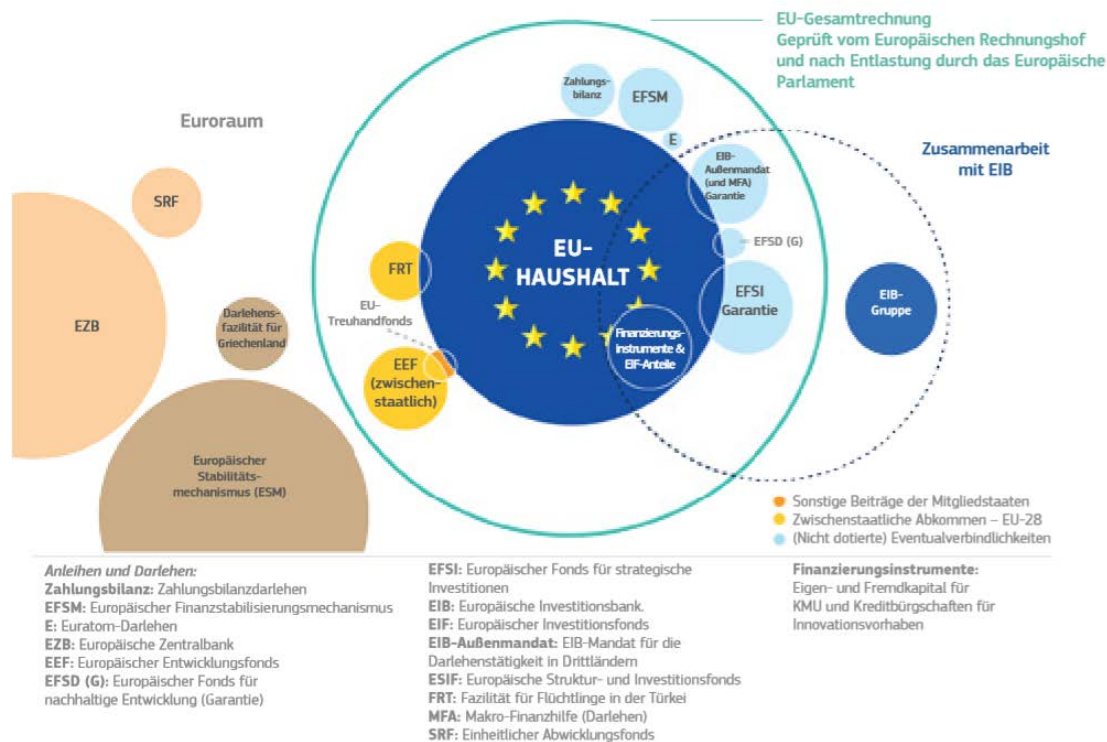 EU-Gesamtrechnung
Geprüft vom Europäischen Rechnungshof
und nach Entlastung durch das Europäische
Parlament
Zahlungs-
bilanz
EFSM
E
Euroraum
Zusammenarbeit
mit EIB
EIB-
Außenmandat
(und MFA)
Garantie
SRF
EFSD (G)
EU-
HAUSHALT
FRT
EU-
Treuhandfonds
EFSI
Garantie
EIB-
Gruppe
EZB
Darlehens-
fazilität für
Griechenland
Finanzierungs-
instrumente &
EIF-Anteile
EEF
(zwischen-
staatlich)
Europäischer
Stabilitäts-
mechanismus (ESM)
Sonstige Beiträge der Mitgliedstaaten
Zwischenstaatliche Abkommen – EU-28
(Nicht dotierte) Eventualverbindlichkeiten
Anleihen und Darlehen:
Zahlungsbilanz: Zahlungsbilanzdarlehen
EFSM: Europäischer Finanzstabilisierungsmechanismus
E: Euratom-Darlehen
EZB: Europäische Zentralbank
EEF: Europäischer Entwicklungsfonds
EFSD (G): Europäischer Fonds für
nachhaltige Entwicklung (Garantie)
EFSI: Europäischer Fonds für strategische
Investitionen
EIB: Europäische Investitionsbank.
EIF: Europäischer Investitionsfonds
EIB-Außenmandat: EIB-Mandat für die
Darlehenstätigkeit in Drittländern
ESIF: Europäische Struktur- und Investitionsfonds
FRT: Fazilität für Flüchtlinge in der Türkei
MFA: Makro-Finanzhilfe (Darlehen)
SRF: Einheitlicher Abwicklungsfonds
Finanzierungsinstrumente:
Eigen- und Fremdkapital für
KMU und Kreditbürgschaften für
Innovationsvorhaben